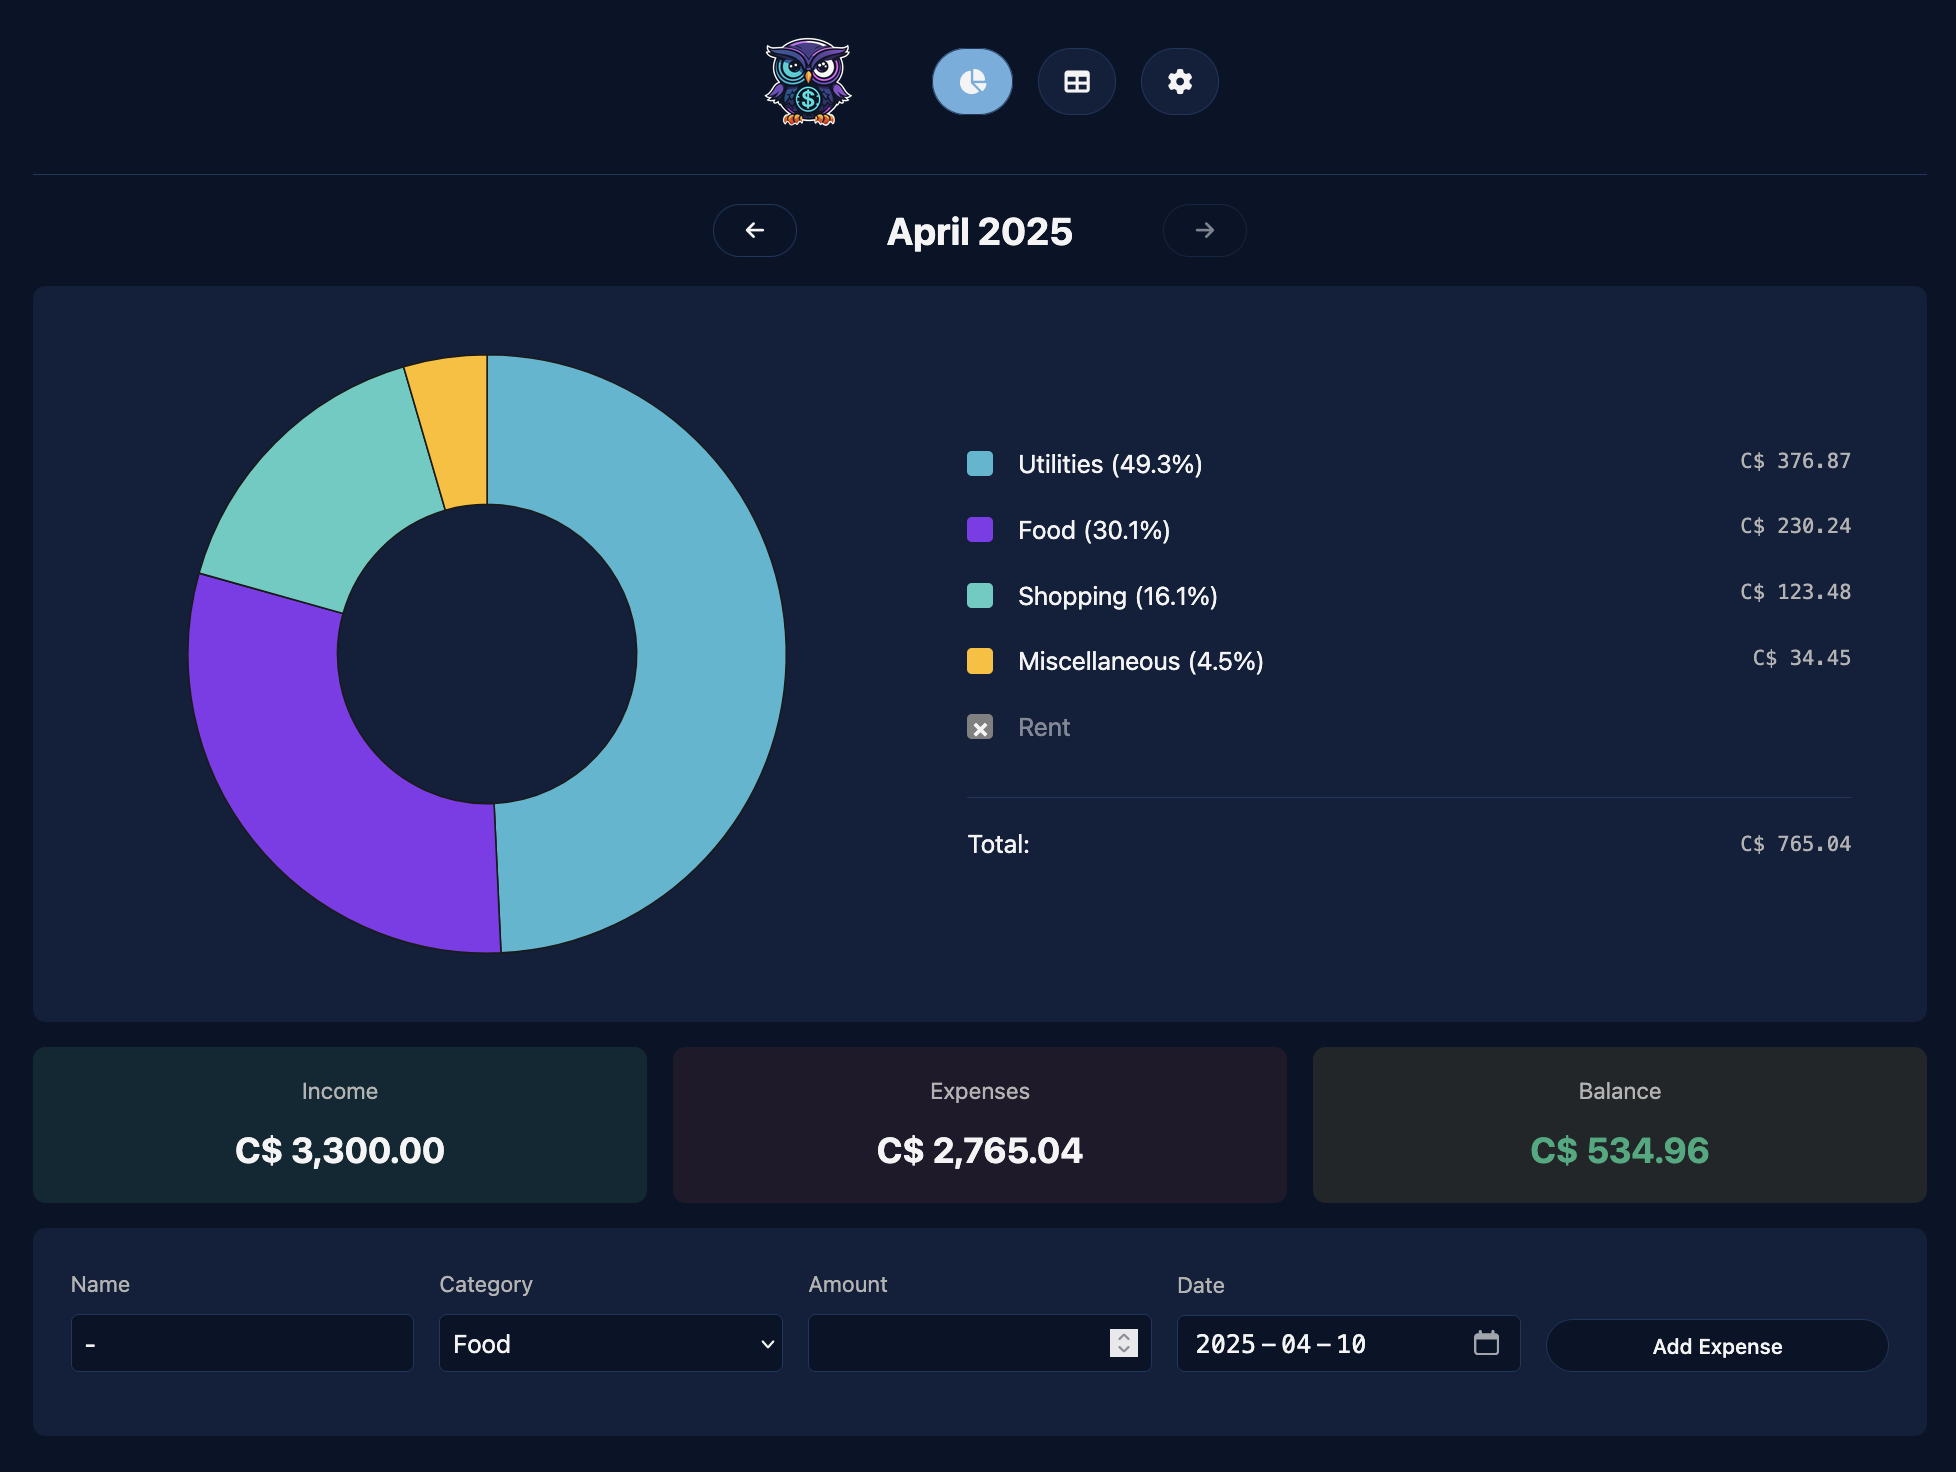 $
April 2025
Utilities (49.3%) C$ 376.87
Food (30.1%) C$ 230.24
Shopping (16.1%) C$ 123.48
Miscellaneous (4.5%) C$ 34.45
Rent
Total: C$ 765.04
Income
C$ 3,300.00
Expenses
C$ 2,765.04
Balance
C$ 534.96
Name
-
Category
Food
Amount
Date
2025-04-10
Add Expense